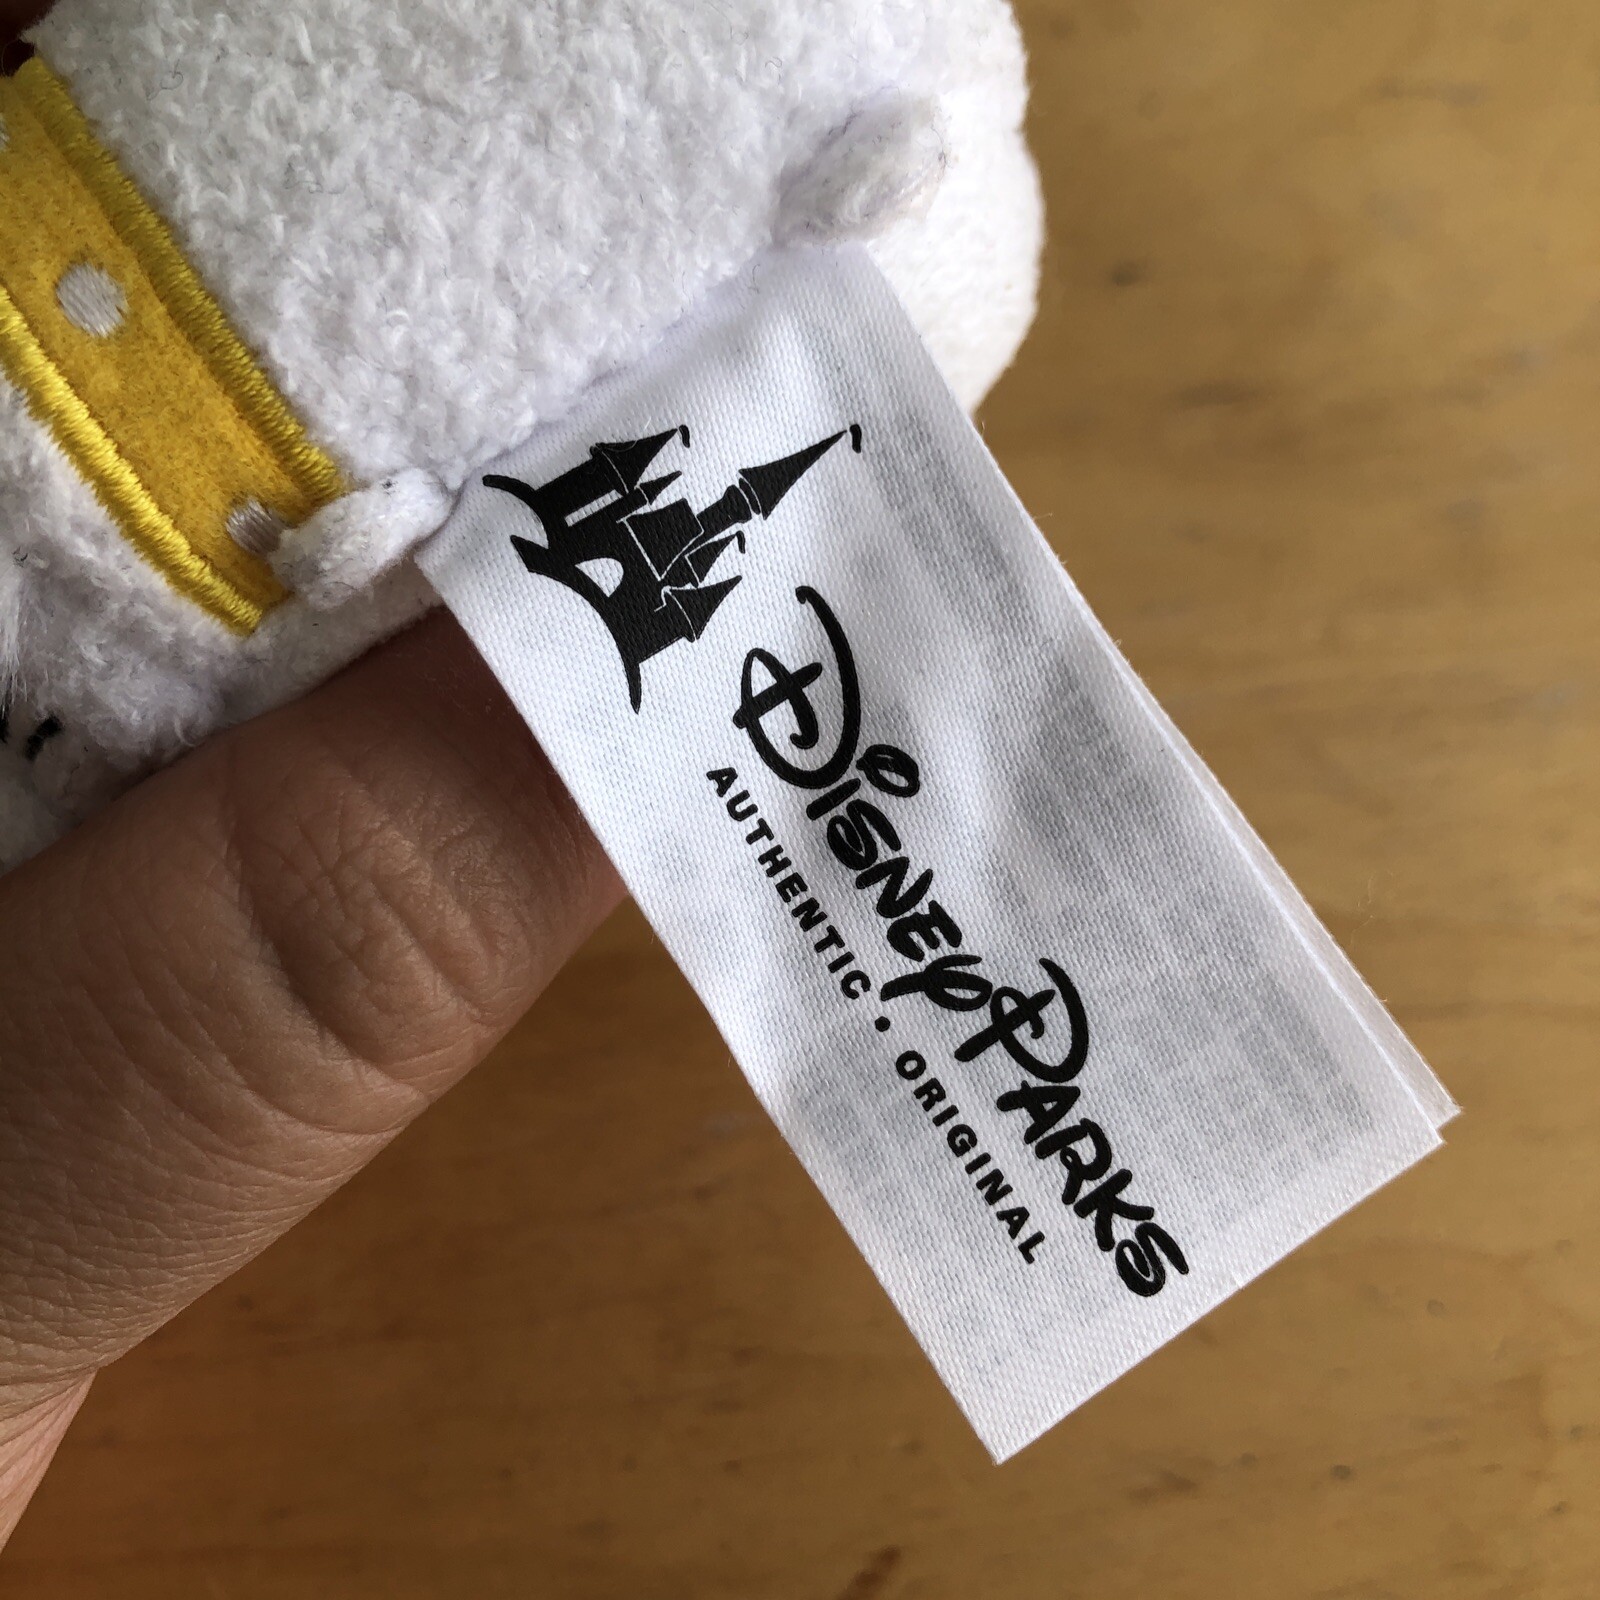 Disney Parks
AUTHENTIC • ORIGINAL